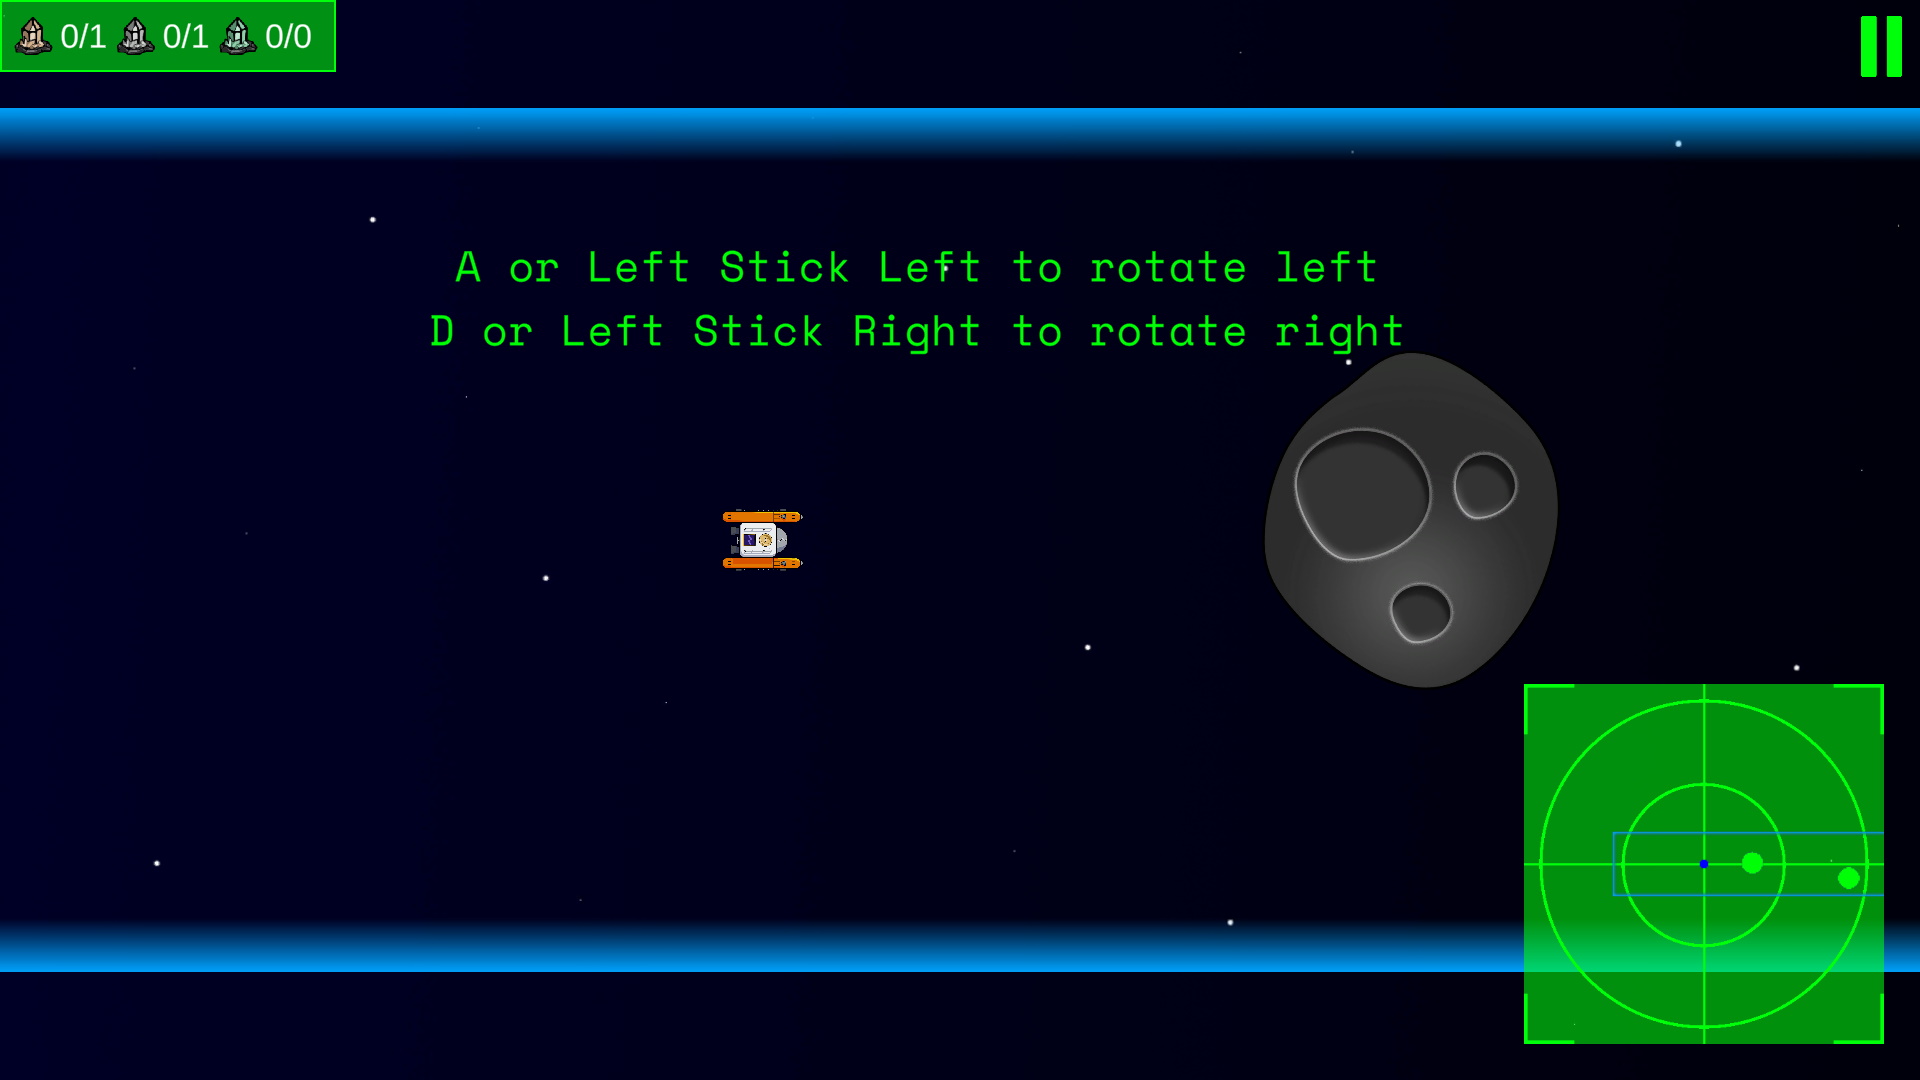 0/1 0/1 0/0
A or Left Stick Left to rotate left
D or Left Stick Right to rotate right